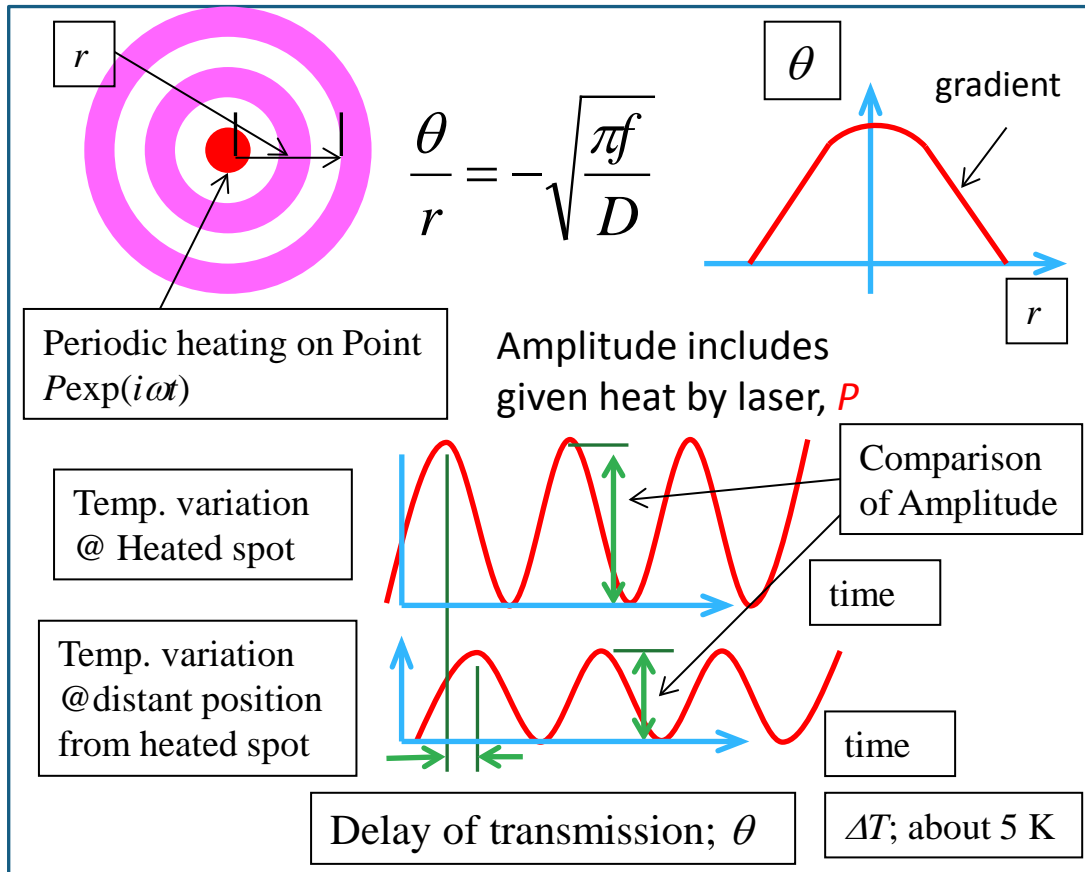 r
θ/r = -√(πf/D)
θ
gradient
r
Periodic heating on Point
Pexp(iωt)
Amplitude includes
given heat by laser, P
Temp. variation
@ Heated spot
Comparison
of Amplitude
time
Temp. variation
@distant position
from heated spot
time
Delay of transmission; θ
ΔT; about 5 K